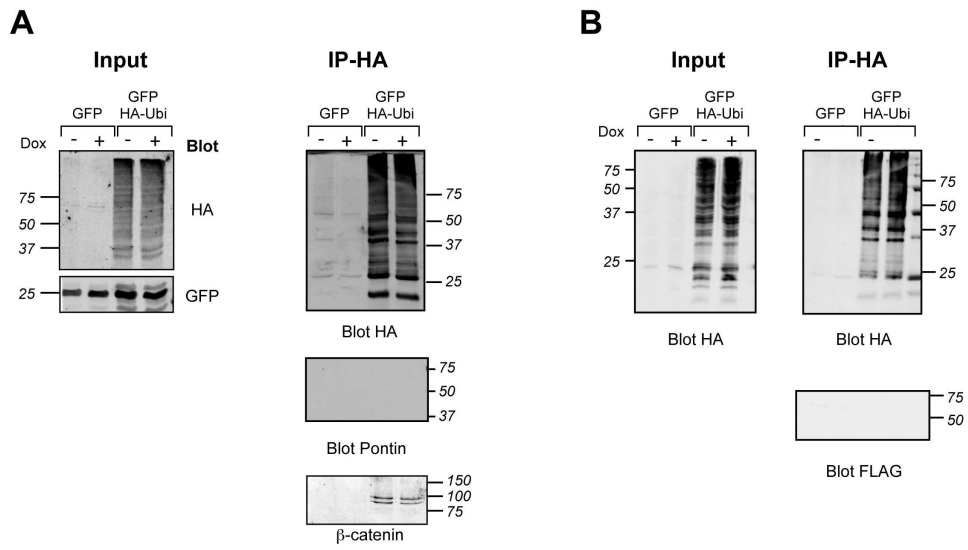 A
Input
GFP
GFP
HA-Ubi
Dox
-
+
-
+
Blot
75
50
37
HA
25
GFP
IP-HA
GFP
GFP
HA-Ubi
-
+
-
+
75
50
37
25
Blot HA
75
50
37
Blot Pontin
150
100
75
β-catenin
B
Input
GFP
GFP
HA-Ubi
Dox
-
+
-
+
75
50
37
25
Blot HA
IP-HA
GFP
GFP
HA-Ubi
-
-
75
50
37
25
Blot HA
75
50
Blot FLAG